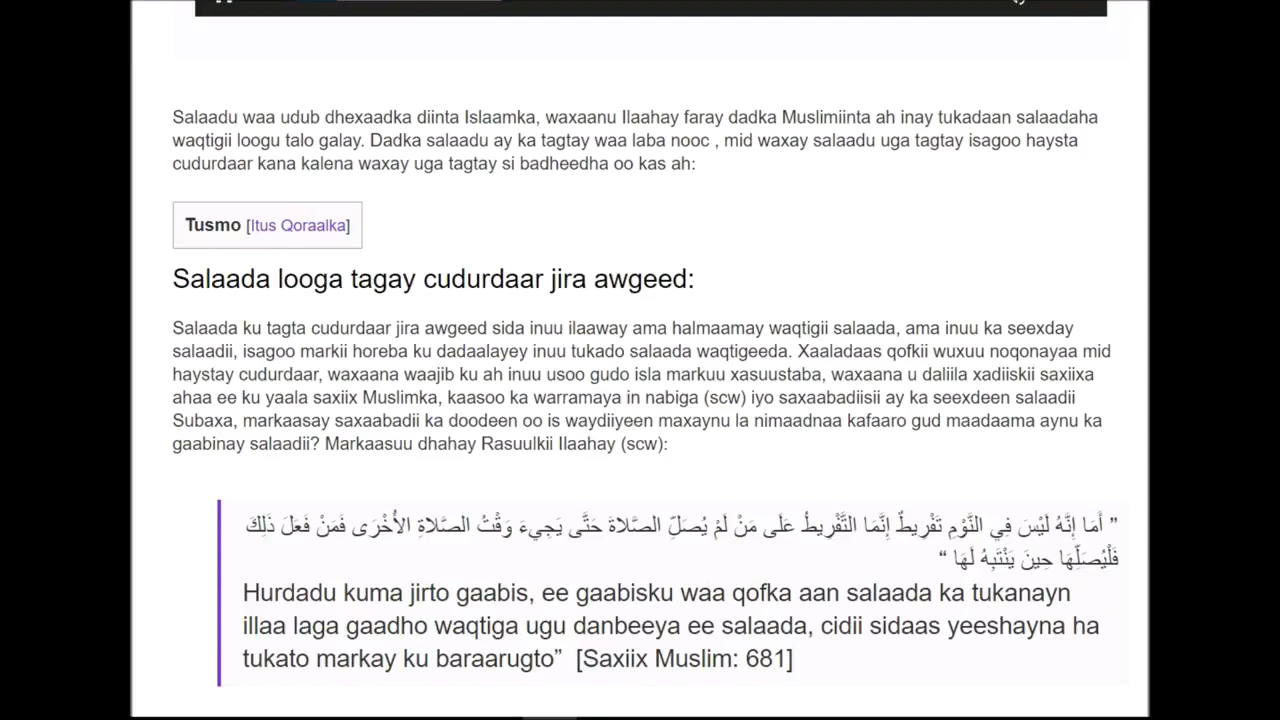 Salaadu waa udub dhexaadka diinta Islaamka, waxaanu Ilaahay faray dadka Muslimiinta ah inay tukadaan salaadaha
waqtigii loogu talo galay. Dadka salaadu ay ka tagtay waa laba nooc , mid waxay salaadu uga tagtay isagoo haysta
cudurdaar kana kalena waxay uga tagtay si badheedha oo kas ah:
Tusmo [Itus Qoraalka]
Salaada looga tagay cudurdaar jira awgeed:
Salaada ku tagta cudurdaar jira awgeed sida inuu ilaaway ama halmaamay waqtigii salaada, ama inuu ka seexday
salaadii, isagoo markii horeba ku dadaalayey inuu tukado salaada waqtigeeda. Xaaladaas qofkii wuxuu noqonayaa mid
haystay cudurdaar, waxaana waajib ku ah inuu usoo gudo isla markuu xasuustaba, waxaana u daliila xadiiskii saxiixa
ahaa ee ku yaala saxiix Muslimka, kaasoo ka warramaya in nabiga (scw) iyo saxaabadiisii ay ka seexdeen salaadii
Subaxa, markaasay saxaabadii ka doodeen oo is waydiiyeen maxaynu la nimaadnaa kafaaro gud maadaama aynu ka
gaabinay salaadii? Markaasuu dhahay Rasuulkii Ilaahay (scw):
” أَمَا إِنَّهُ لَيْسَ فِي النَّوْمِ تَفْرِيطٌ إِنَّمَا التَّفْرِيطُ عَلَى مَنْ لَمْ يُصَلِّ الصَّلاةَ حَتَّى يَجِيءَ وَقْتُ الصَّلاةِ الأُخْرَى فَمَنْ فَعَلَ ذَلِكَ
فَلْيُصَلِّهَا حِينَ يَنْتَبِهُ لَهَا “
Hurdadu kuma jirto gaabis, ee gaabisku waa qofka aan salaada ka tukanayn
illaa laga gaadho waqtiga ugu danbeeya ee salaada, cidii sidaas yeeshayna ha
tukato markay ku baraarugto” [Saxiix Muslim: 681]